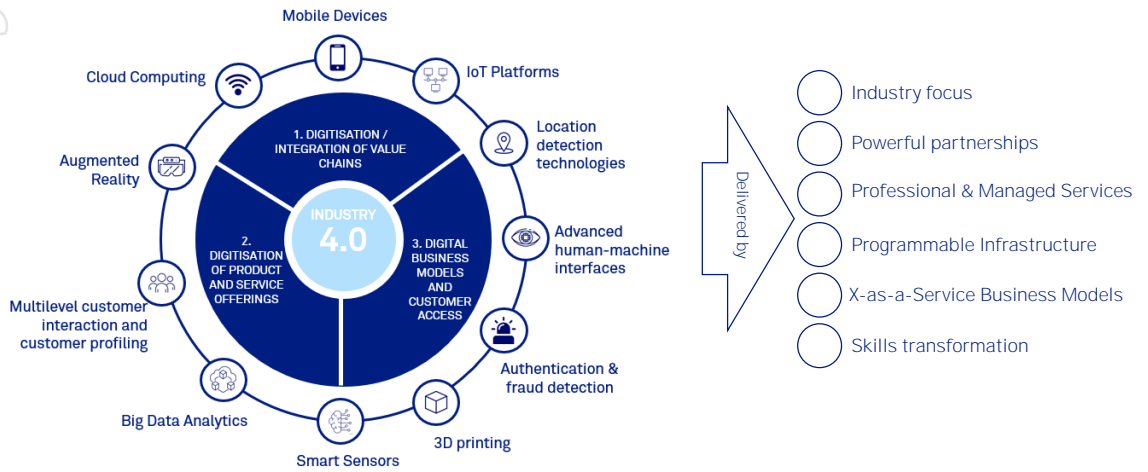 Mobile Devices
Cloud Computing
IoT Platforms
Location
detection
technologies
Augmented
Reality
1. DIGITISATION /
INTEGRATION OF VALUE
CHAINS
INDUSTRY
4.0
2.
DIGITISATION
OF PRODUCT
AND SERVICE
OFFERINGS
3. DIGITAL
BUSINESS
MODELS
AND
CUSTOMER
ACCESS
Advanced
human-machine
interfaces
Multilevel customer
interaction and
customer profiling
Authentication &
fraud detection
Big Data Analytics
3D printing
Smart Sensors
Delivered by
Industry focus
Powerful partnerships
Professional & Managed Services
Programmable Infrastructure
X-as-a-Service Business Models
Skills transformation